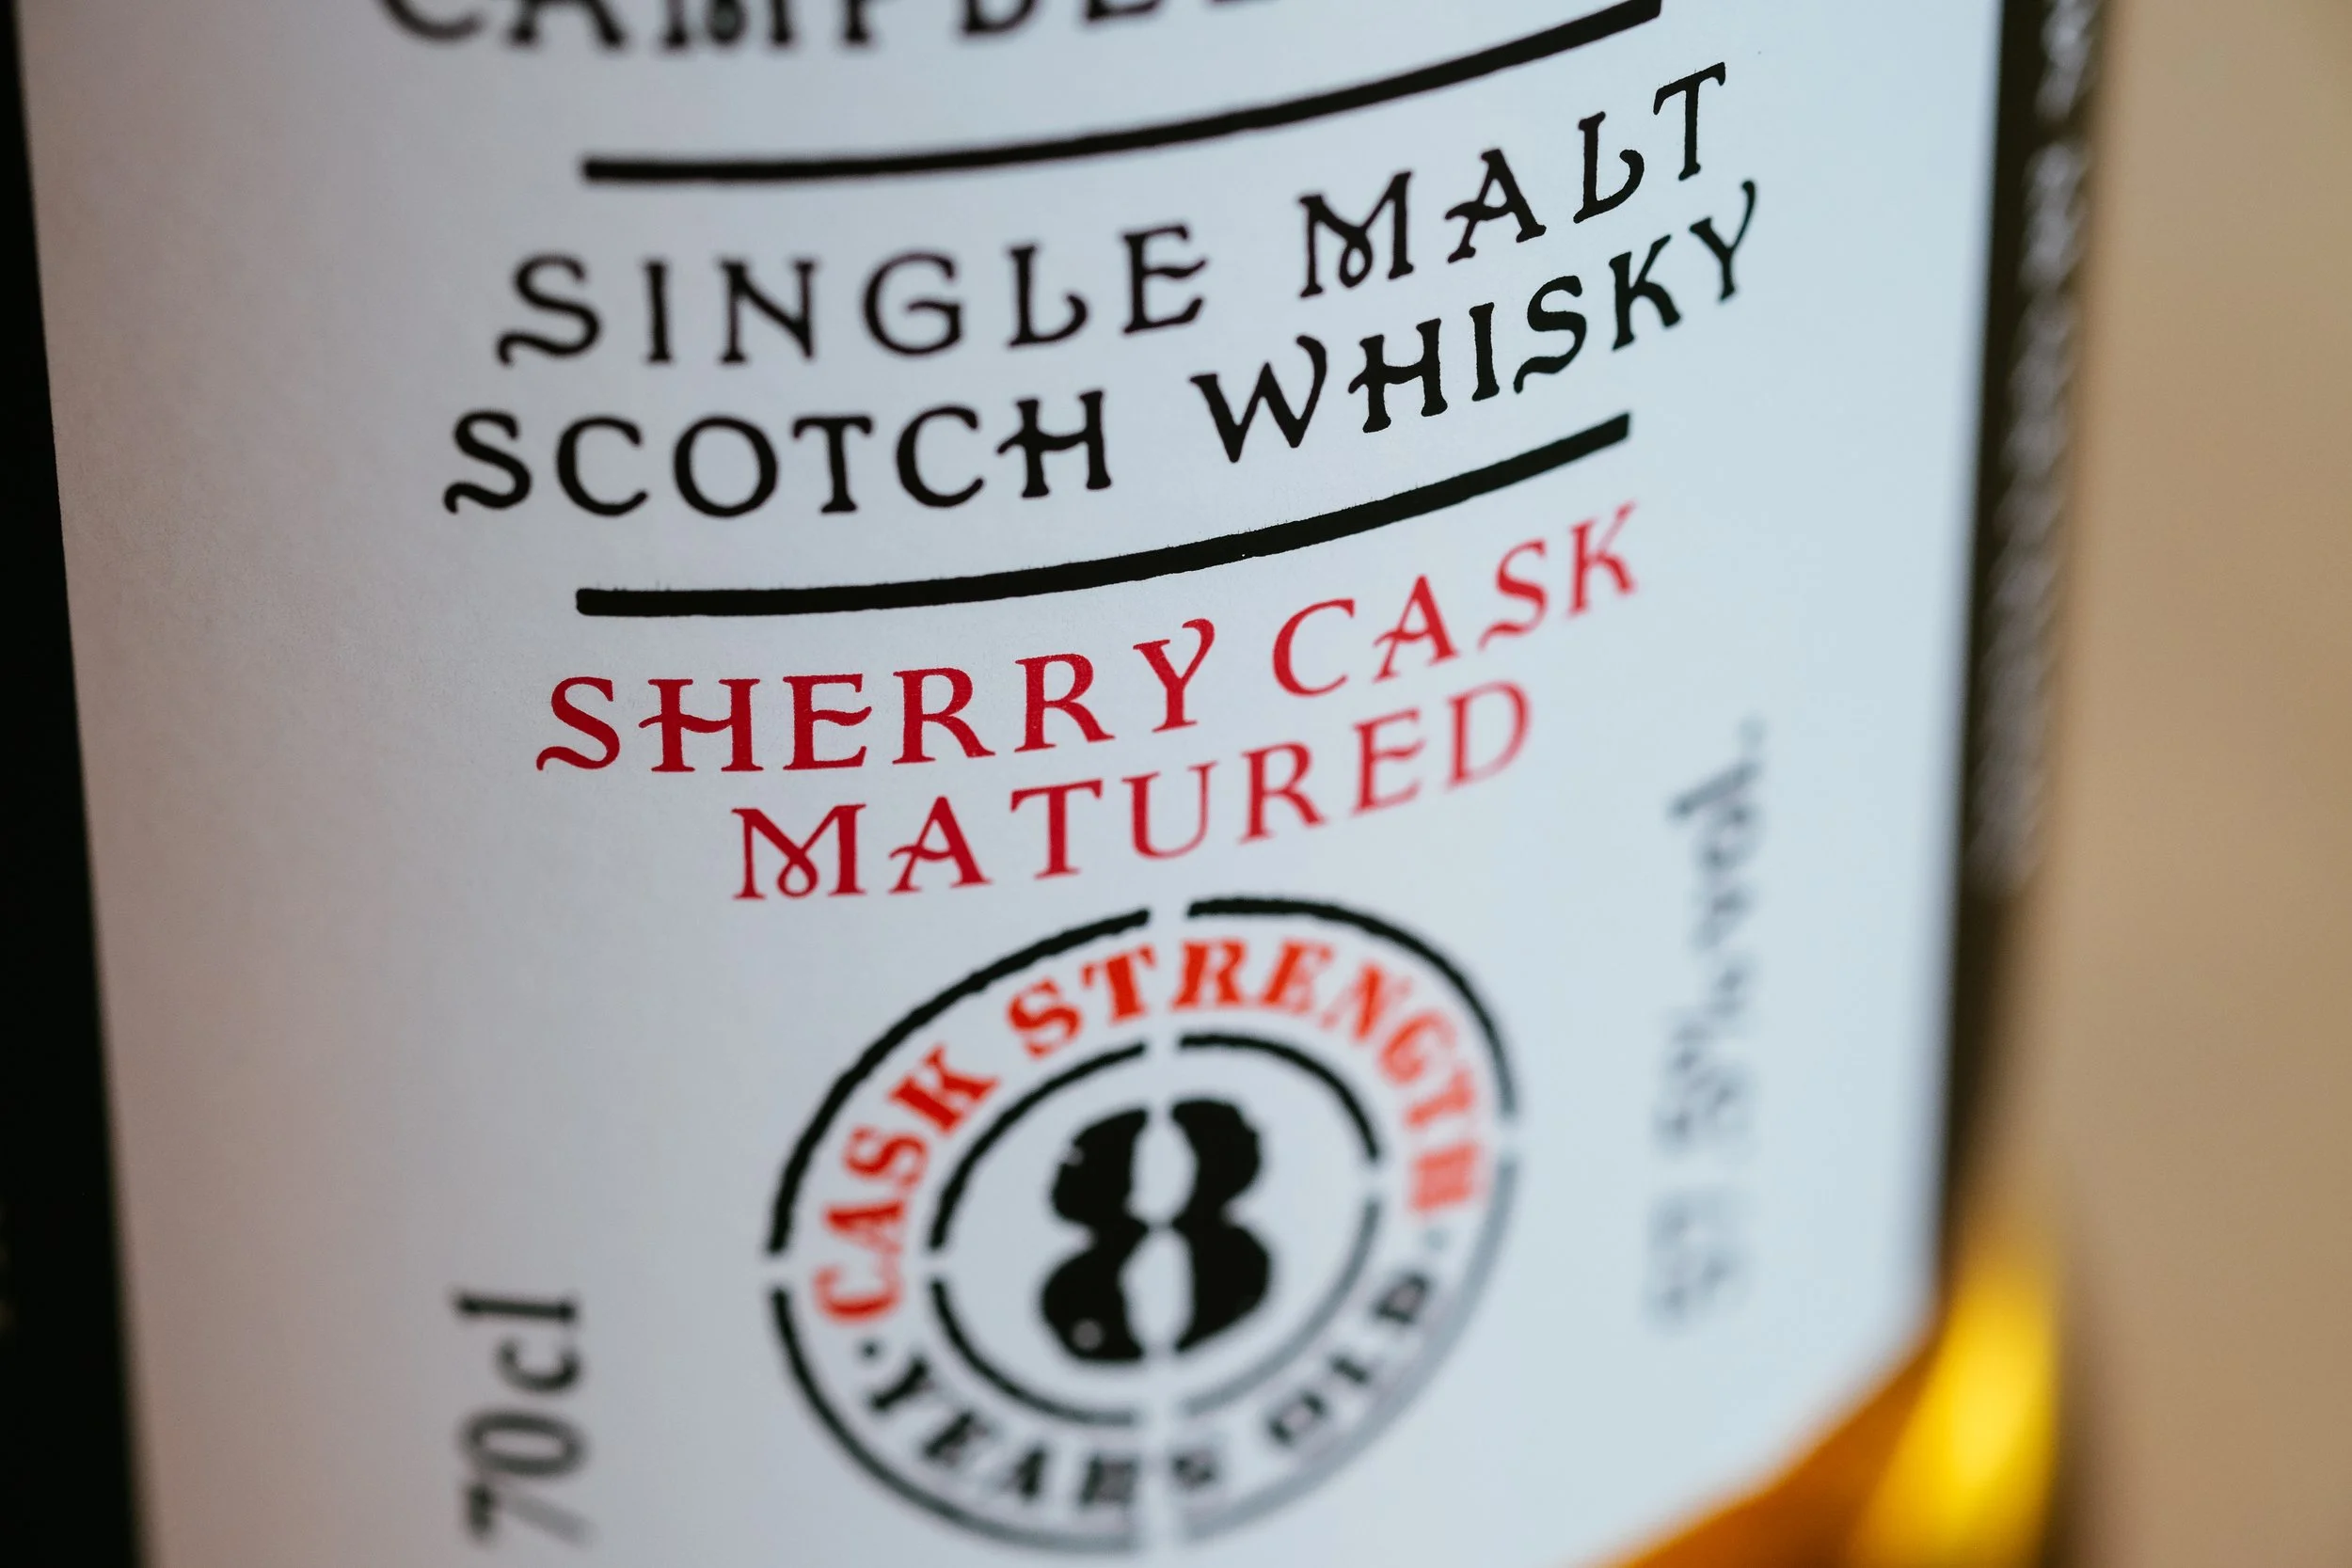 SINGLE MALT
SCOTCH WHISKY
SHERRY CASK
MATURED
CASK STRENGTH
8
· YEARS OLD ·
70cl